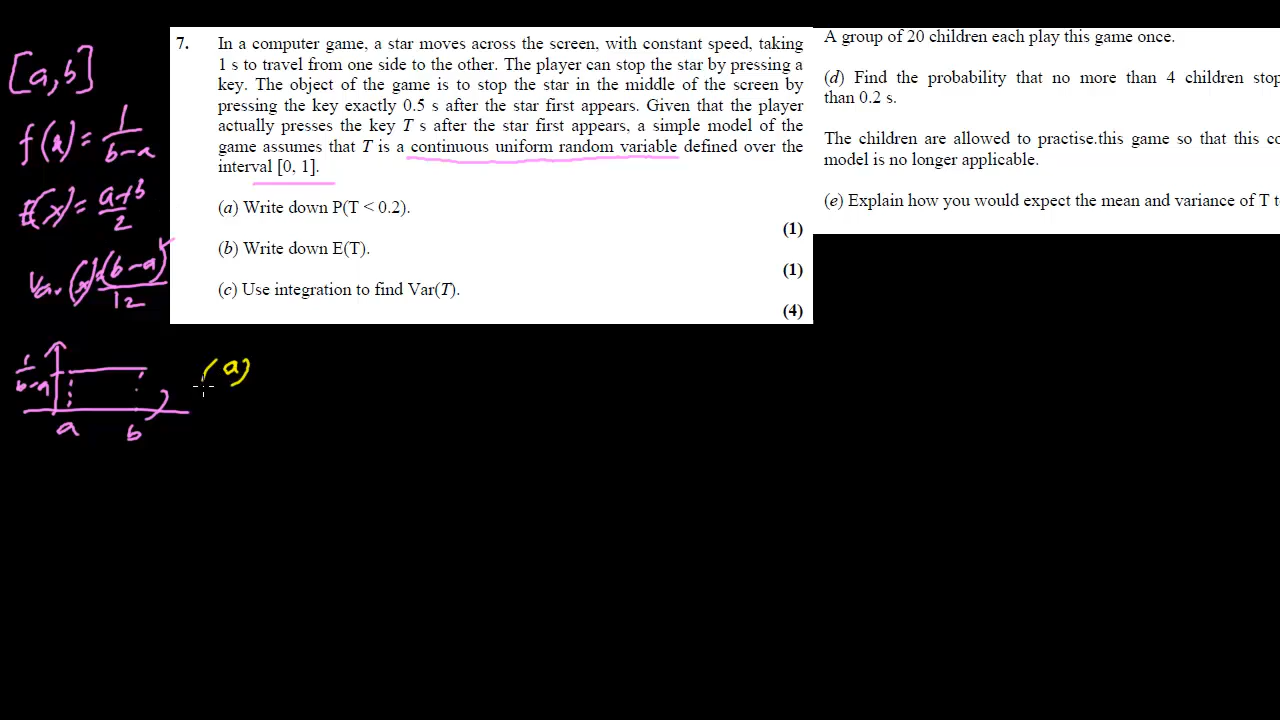 [a,b]
f(x) = 1/b-a
E(x) = a+b/2
Var(x) = (b-a)²/12
1/b-a
a b
7. In a computer game, a star moves across the screen, with constant speed, taking
1 s to travel from one side to the other. The player can stop the star by pressing a
key. The object of the game is to stop the star in the middle of the screen by
pressing the key exactly 0.5 s after the star first appears. Given that the player
actually presses the key T s after the star first appears, a simple model of the
game assumes that T is a continuous uniform random variable defined over the
interval [0, 1].
(a) Write down P(T < 0.2).
(1)
(b) Write down E(T).
(1)
(c) Use integration to find Var(T).
(4)
A group of 20 children each play this game once.
(d) Find the probability that no more than 4 children stop
than 0.2 s.
The children are allowed to practise.this game so that this co
model is no longer applicable.
(e) Explain how you would expect the mean and variance of T t
(a)